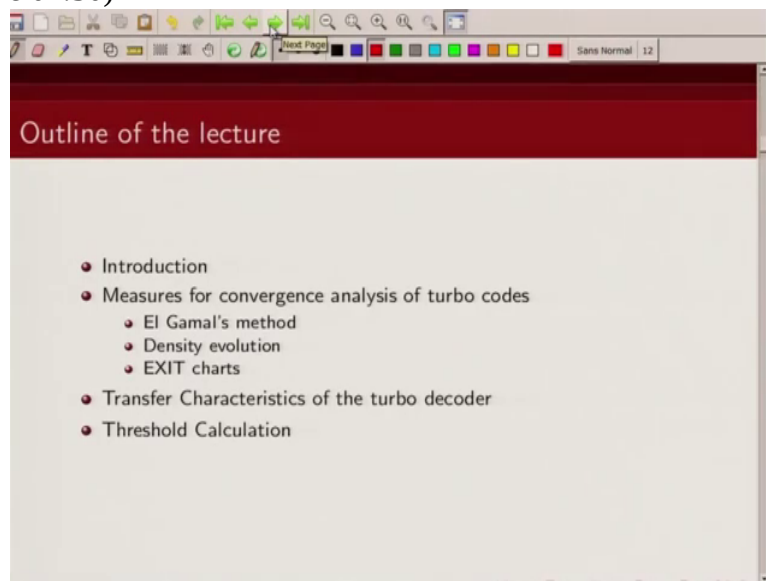 Next Page
Sans Normal 12
Outline of the lecture
Introduction
Measures for convergence analysis of turbo codes
El Gamal's method
Density evolution
EXIT charts
Transfer Characteristics of the turbo decoder
Threshold Calculation